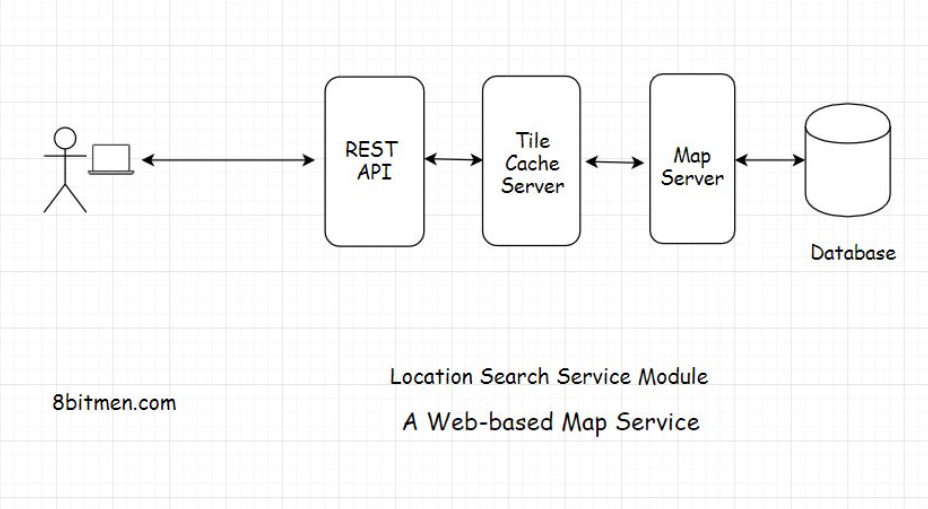 REST
API
Tile
Cache
Server
Map
Server
Database
Location Search Service Module
8bitmen.com
A Web-based Map Service